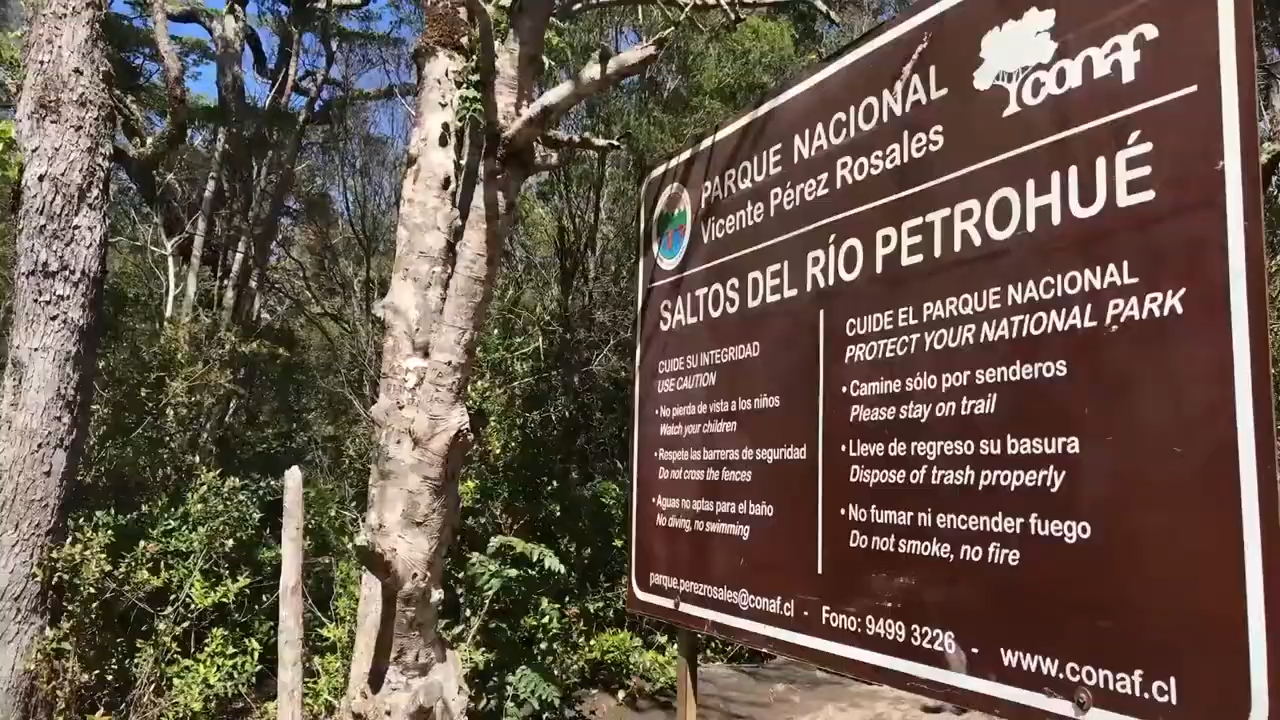 conaf
PARQUE NACIONAL
Vicente Pérez Rosales
SALTOS DEL RÍO PETROHUÉ
CUIDE SU INTEGRIDAD
USE CAUTION
• No pierda de vista a los niños
Watch your children
• Respete las barreras de seguridad
Do not cross the fences
• Aguas no aptas para el baño
No diving, no swimming
CUIDE EL PARQUE NACIONAL
PROTECT YOUR NATIONAL PARK
• Camine sólo por senderos
Please stay on trail
• Lleve de regreso su basura
Dispose of trash properly
• No fumar ni encender fuego
Do not smoke, no fire
parque.perezrosales@conaf.cl - Fono: 9499 3226 - www.conaf.cl